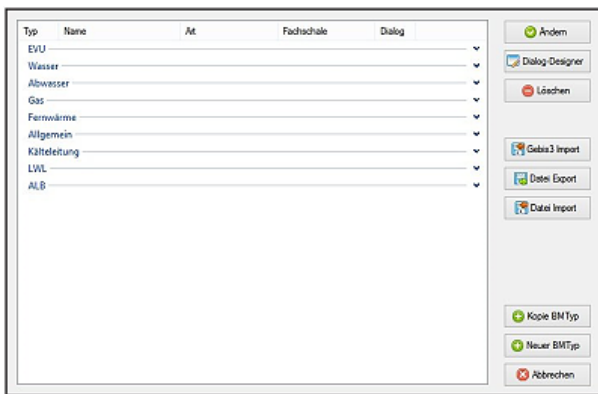 Typ Name Art Fachschale Dialog
EVU
Wasser
Abwasser
Gas
Fernwärme
Allgemein
Kälteleitung
LWL
ALB
Ändern
Dialog-Designer
Löschen
Gebis3 Import
Datei Export
Datei Import
Kopie BMTyp
Neuer BMTyp
Abbrechen